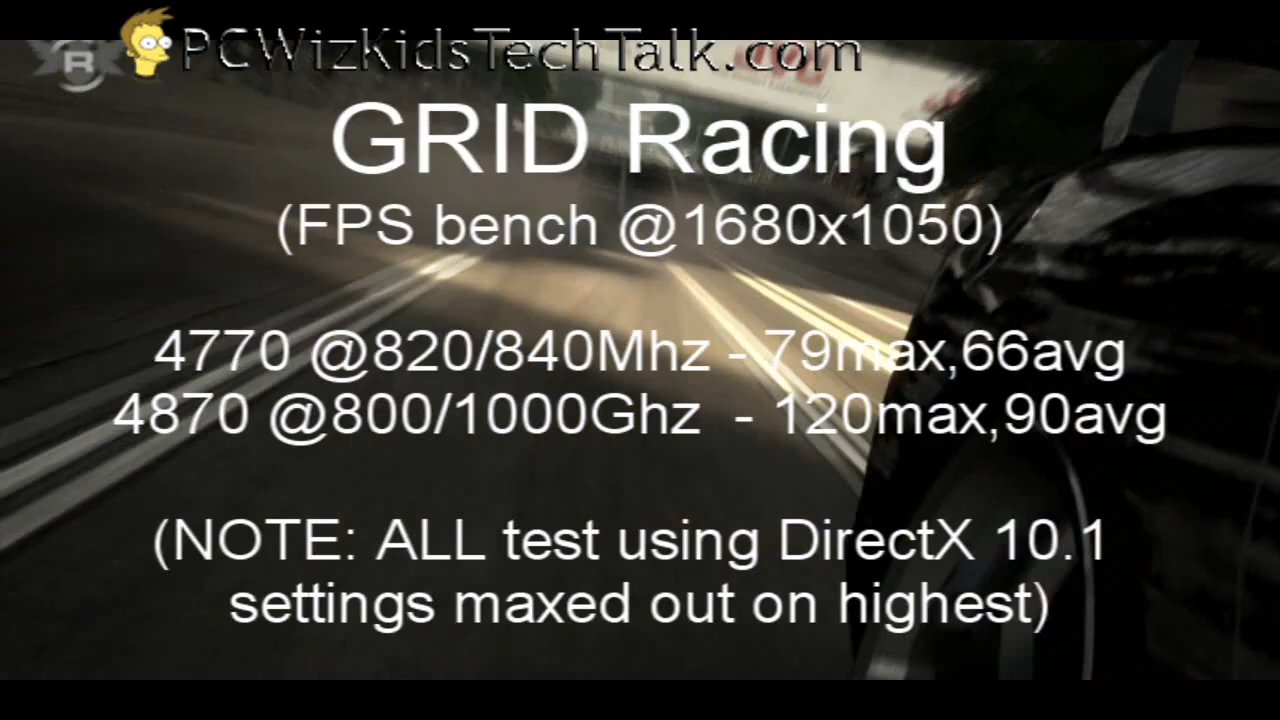 R
PCWizKidsTechTalk.com
GRID Racing
(FPS bench @1680x1050)
4770 @820/840Mhz - 79max,66avg
4870 @800/1000Ghz - 120max,90avg
(NOTE: ALL test using DirectX 10.1
settings maxed out on highest)